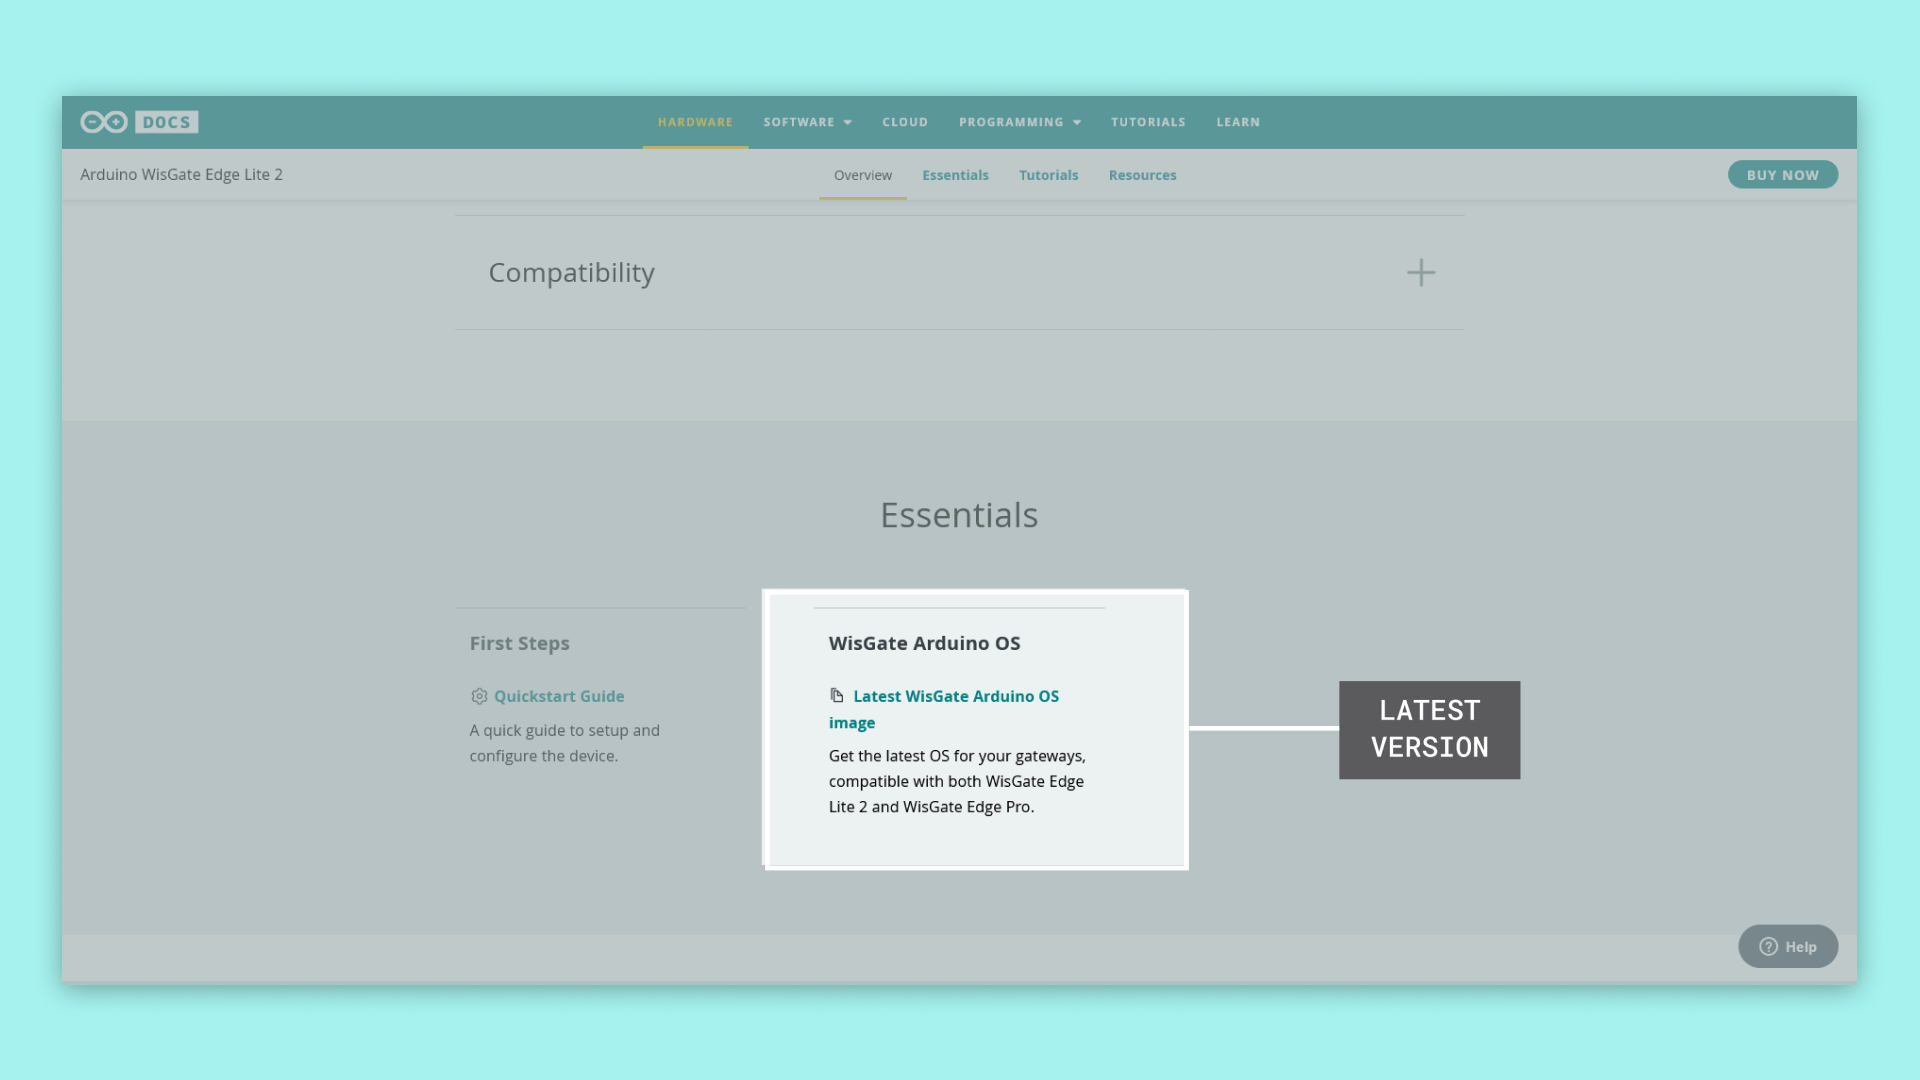 DOCS
HARDWARE SOFTWARE CLOUD PROGRAMMING TUTORIALS LEARN
Arduino WisGate Edge Lite 2
Overview Essentials Tutorials Resources
BUY NOW
Compatibility
Essentials
First Steps
Quickstart Guide
A quick guide to setup and
configure the device.
WisGate Arduino OS
Latest WisGate Arduino OS
image
Get the latest OS for your gateways,
compatible with both WisGate Edge
Lite 2 and WisGate Edge Pro.
LATEST
VERSION
Help